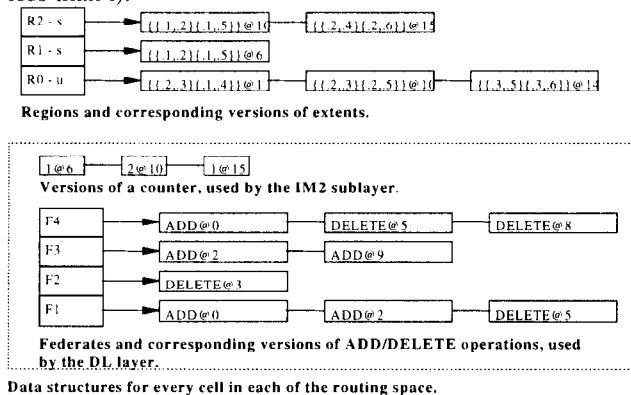 R2 - s {{.1,.2}{.1,.5}}@10 {{.2,.4}{.2,.6}}@15
R1 - s {{.1,.2}{.1,.5}}@6
R0 - u {{.2,.3}{.1,.4}}@1 {{.2,.3}{.2,.5}}@10 {{.3,.5}{.3,.6}}@14
Regions and corresponding versions of extents.
1@6 2@10 1@15
Versions of a counter, used by the IM2 sublayer.
F4 ADD@0 DELETE@5 DELETE@8
F3 ADD@2 ADD@9
F2 DELETE@3
F1 ADD@0 ADD@2 DELETE@5
Federates and corresponding versions of ADD/DELETE operations, used
by the DL layer.
Data structures for every cell in each of the routing space.